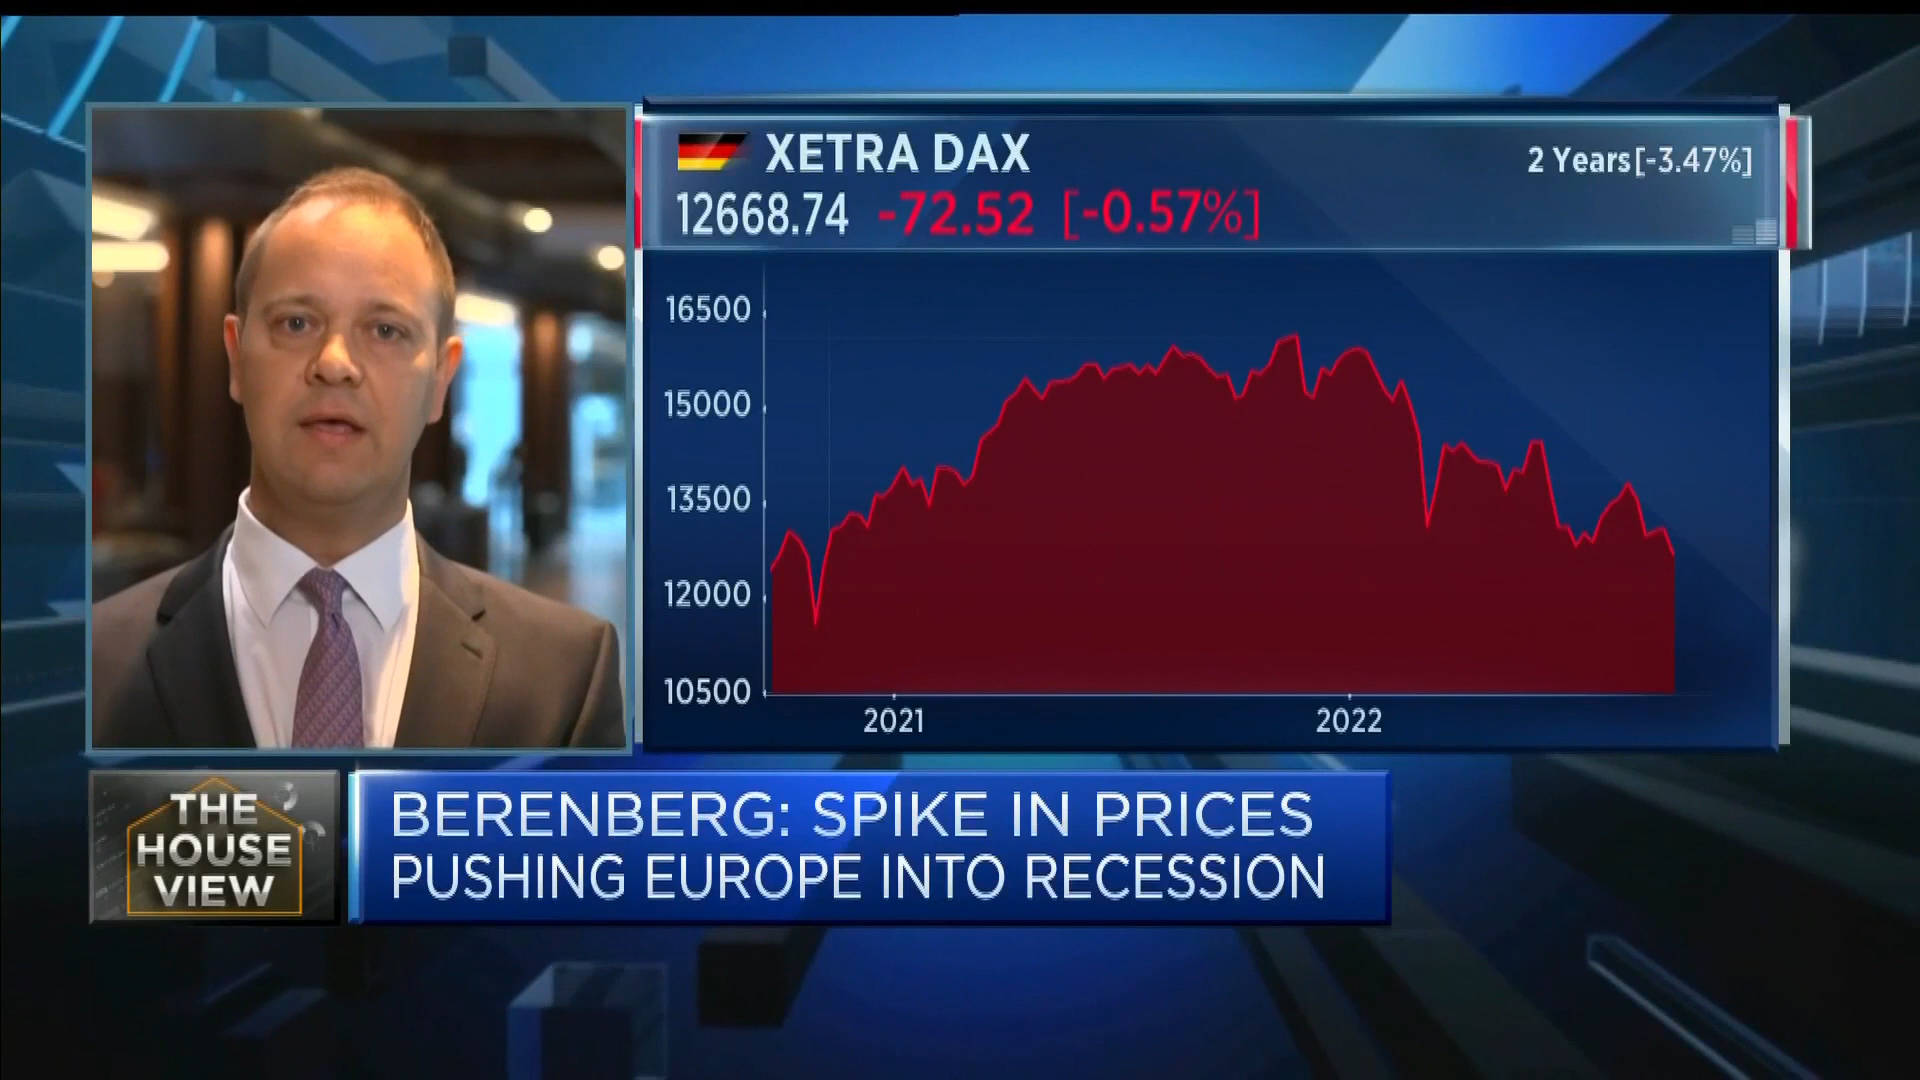 XETRA DAX
2 Years[-3.47%]
12668.74 -72.52 [-0.57%]
16500
15000
13500
12000
10500
2021
2022
THE
HOUSE
VIEW
BERENBERG: SPIKE IN PRICES
PUSHING EUROPE INTO RECESSION